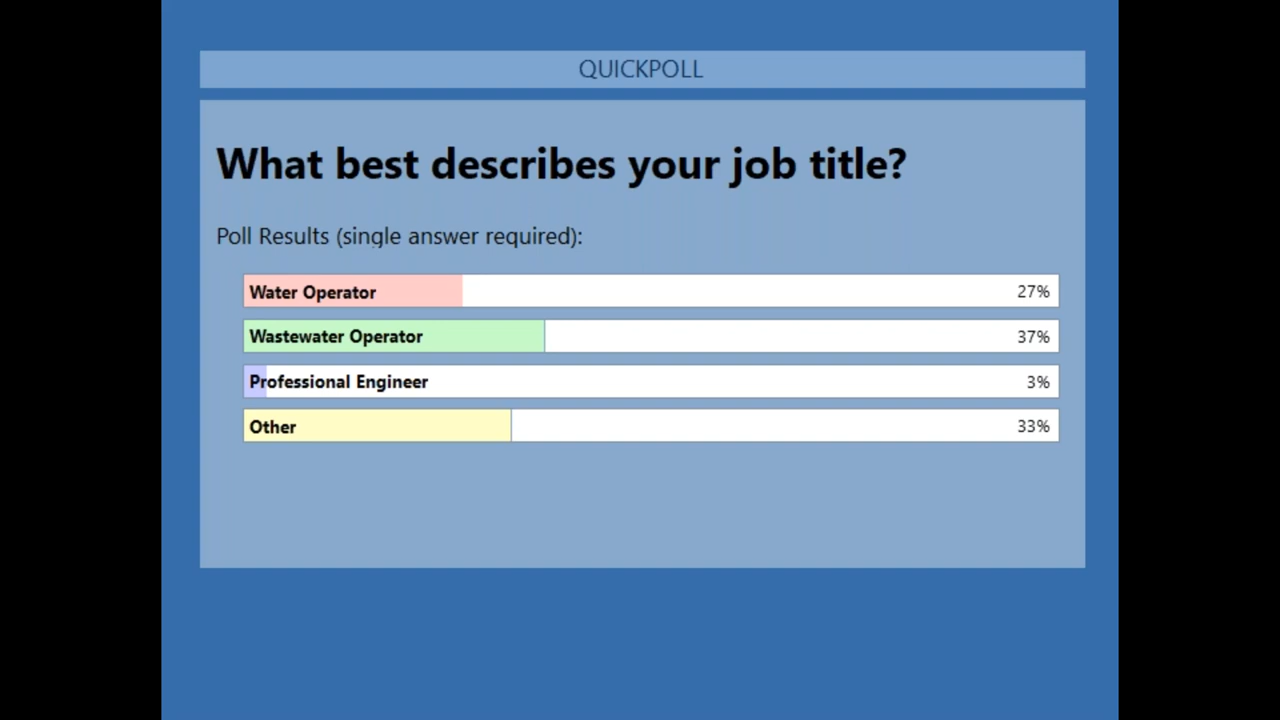 QUICKPOLL
What best describes your job title?
Poll Results (single answer required):
Water Operator 27%
Wastewater Operator 37%
Professional Engineer 3%
Other 33%